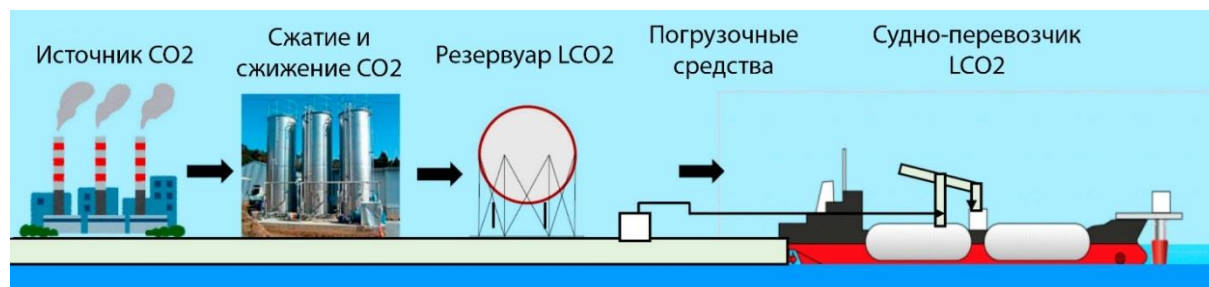 Источник CO2
Сжатие и
сжижение CO2
Резервуар LCO2
Погрузочные
средства
Судно-перевозчик
LCO2